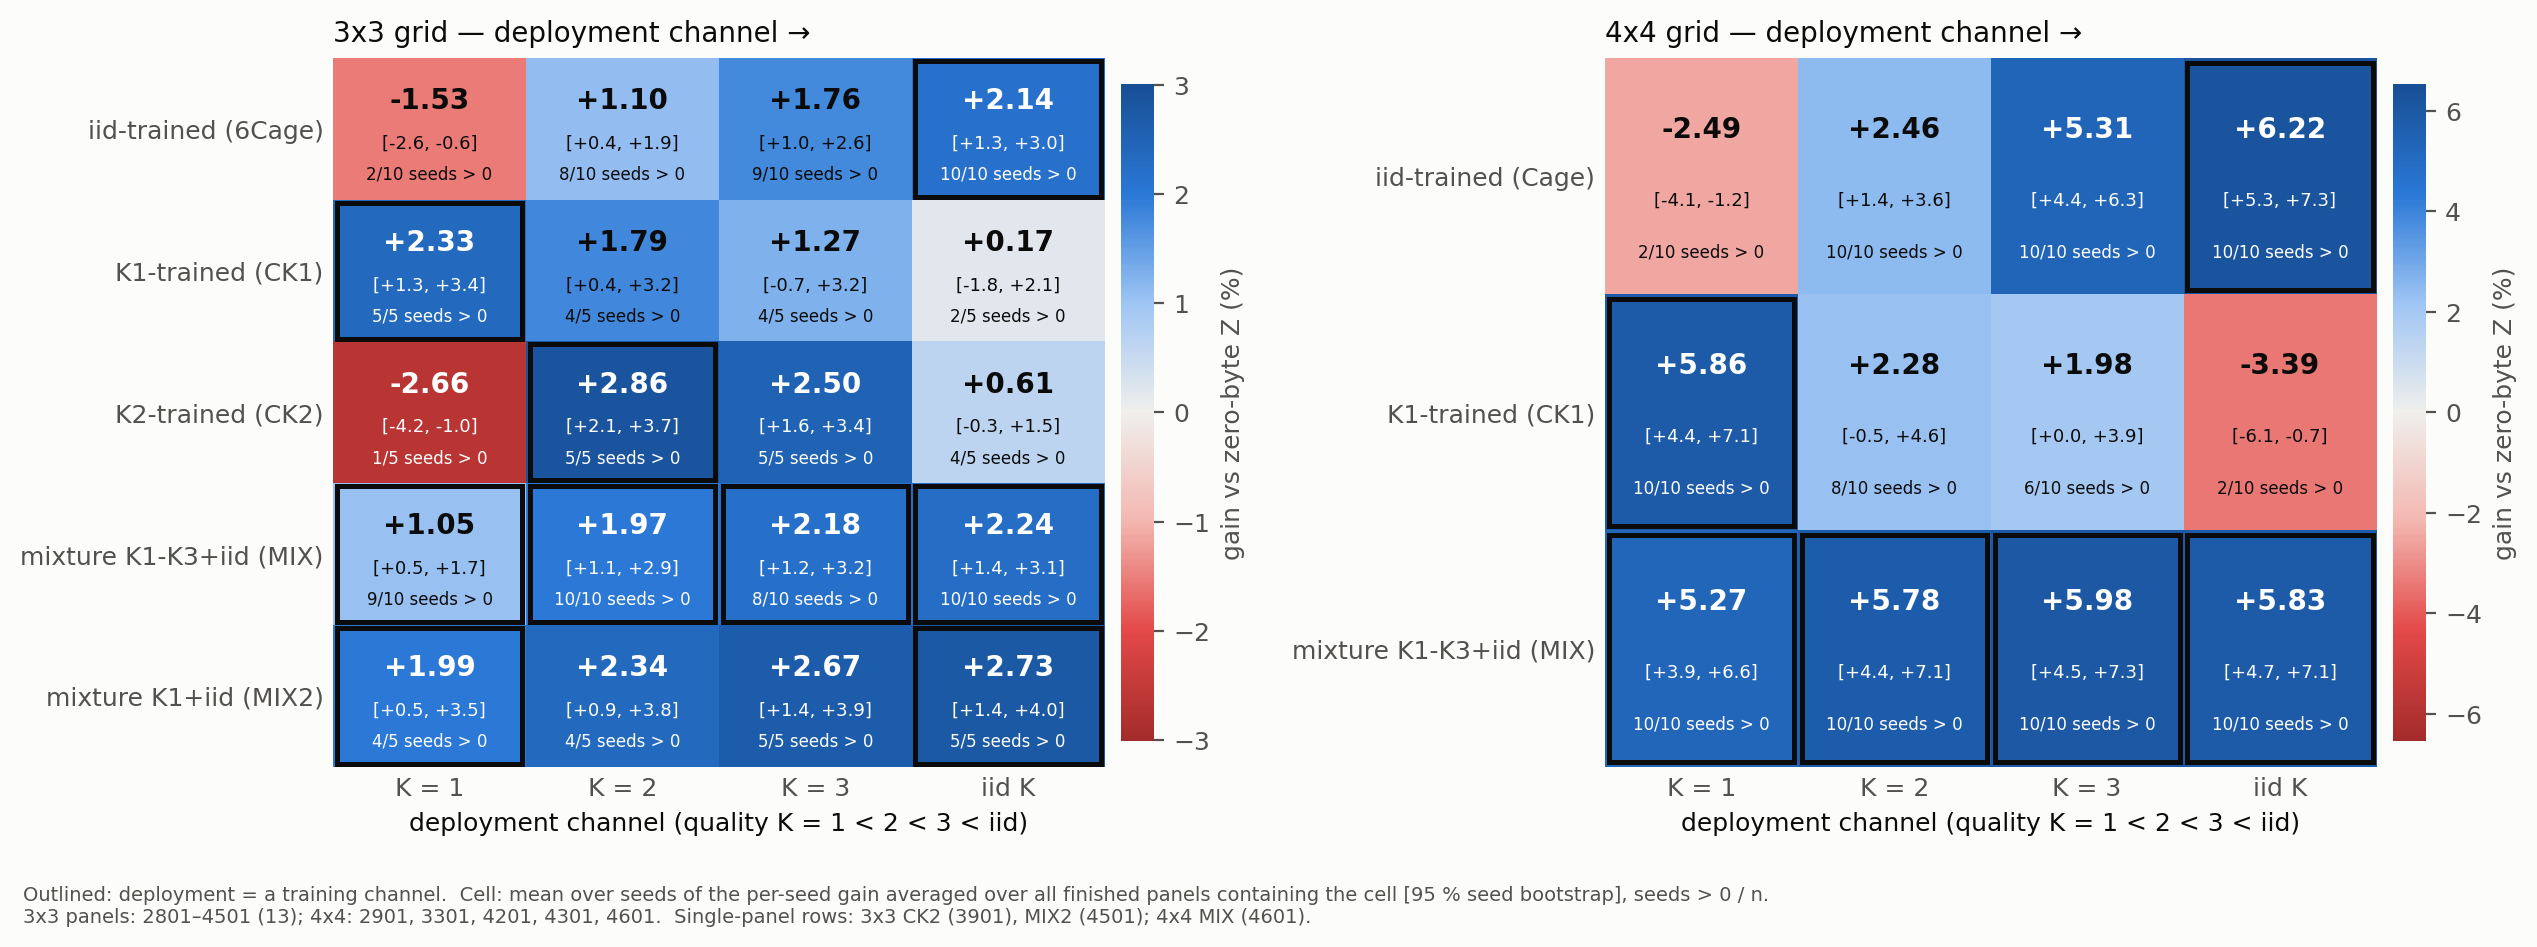 3x3 grid — deployment channel →
iid-trained (6Cage)
-1.53
[-2.6, -0.6]
2/10 seeds > 0
+1.10
[+0.4, +1.9]
8/10 seeds > 0
+1.76
[+1.0, +2.6]
9/10 seeds > 0
+2.14
[+1.3, +3.0]
10/10 seeds > 0
K1-trained (CK1)
+2.33
[+1.3, +3.4]
5/5 seeds > 0
+1.79
[+0.4, +3.2]
4/5 seeds > 0
+1.27
[-0.7, +3.2]
4/5 seeds > 0
+0.17
[-1.8, +2.1]
2/5 seeds > 0
K2-trained (CK2)
-2.66
[-4.2, -1.0]
1/5 seeds > 0
+2.86
[+2.1, +3.7]
5/5 seeds > 0
+2.50
[+1.6, +3.4]
5/5 seeds > 0
+0.61
[-0.3, +1.5]
4/5 seeds > 0
mixture K1-K3+iid (MIX)
+1.05
[+0.5, +1.7]
9/10 seeds > 0
+1.97
[+1.1, +2.9]
10/10 seeds > 0
+2.18
[+1.2, +3.2]
8/10 seeds > 0
+2.24
[+1.4, +3.1]
10/10 seeds > 0
mixture K1+iid (MIX2)
+1.99
[+0.5, +3.5]
4/5 seeds > 0
+2.34
[+0.9, +3.8]
4/5 seeds > 0
+2.67
[+1.4, +3.9]
5/5 seeds > 0
+2.73
[+1.4, +4.0]
5/5 seeds > 0
K = 1
K = 2
K = 3
iid K
deployment channel (quality K = 1 < 2 < 3 < iid)
3
2
1
0
−1
−2
−3
gain vs zero-byte Z (%)
4x4 grid — deployment channel →
iid-trained (Cage)
-2.49
[-4.1, -1.2]
2/10 seeds > 0
+2.46
[+1.4, +3.6]
10/10 seeds > 0
+5.31
[+4.4, +6.3]
10/10 seeds > 0
+6.22
[+5.3, +7.3]
10/10 seeds > 0
K1-trained (CK1)
+5.86
[+4.4, +7.1]
10/10 seeds > 0
+2.28
[-0.5, +4.6]
8/10 seeds > 0
+1.98
[+0.0, +3.9]
6/10 seeds > 0
-3.39
[-6.1, -0.7]
2/10 seeds > 0
mixture K1-K3+iid (MIX)
+5.27
[+3.9, +6.6]
10/10 seeds > 0
+5.78
[+4.4, +7.1]
10/10 seeds > 0
+5.98
[+4.5, +7.3]
10/10 seeds > 0
+5.83
[+4.7, +7.1]
10/10 seeds > 0
K = 1
K = 2
K = 3
iid K
deployment channel (quality K = 1 < 2 < 3 < iid)
6
4
2
0
−2
−4
−6
gain vs zero-byte Z (%)
Outlined: deployment = a training channel.  Cell: mean over seeds of the per-seed gain averaged over all finished panels containing the cell [95 % seed bootstrap], seeds > 0 / n.
3x3 panels: 2801–4501 (13); 4x4: 2901, 3301, 4201, 4301, 4601.  Single-panel rows: 3x3 CK2 (3901), MIX2 (4501); 4x4 MIX (4601).